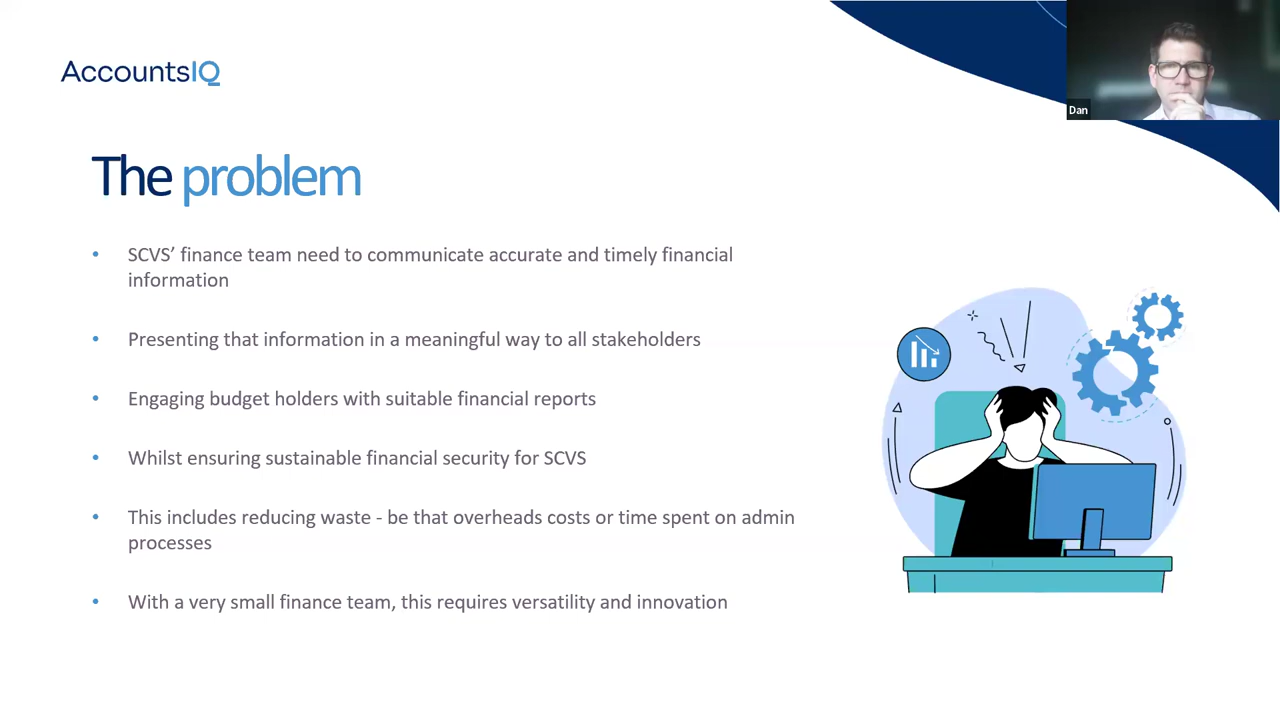 AccountsIQ
Dan
The problem
• SCVS’ finance team need to communicate accurate and timely financial
information
• Presenting that information in a meaningful way to all stakeholders
• Engaging budget holders with suitable financial reports
• Whilst ensuring sustainable financial security for SCVS
• This includes reducing waste - be that overheads costs or time spent on admin
processes
• With a very small finance team, this requires versatility and innovation